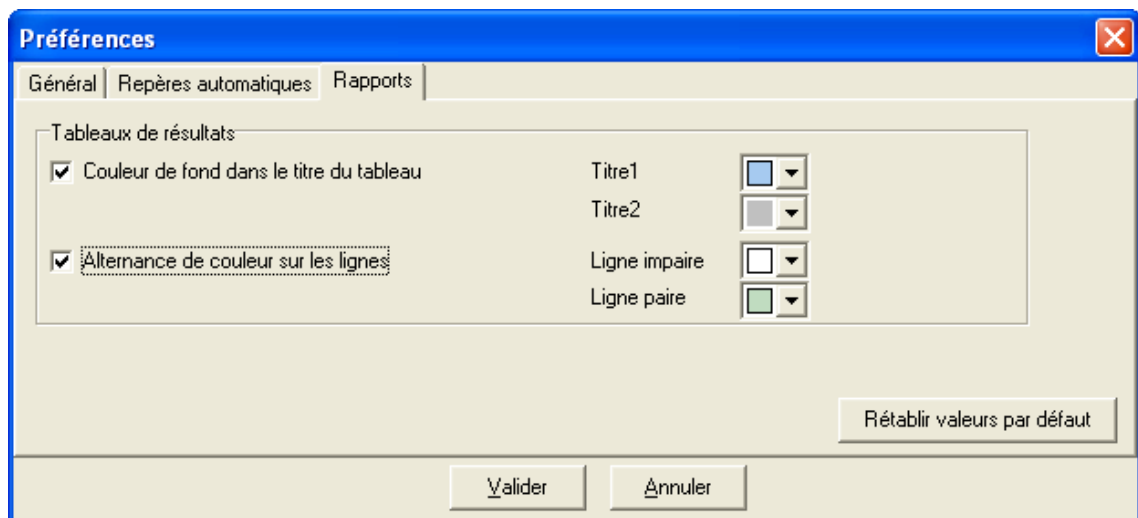 Préférences
Général Repères automatiques Rapports
Tableaux de résultats
Couleur de fond dans le titre du tableau Titre1
Titre2
Alternance de couleur sur les lignes Ligne impaire
Ligne paire
Rétablir valeurs par défaut
Valider Annuler